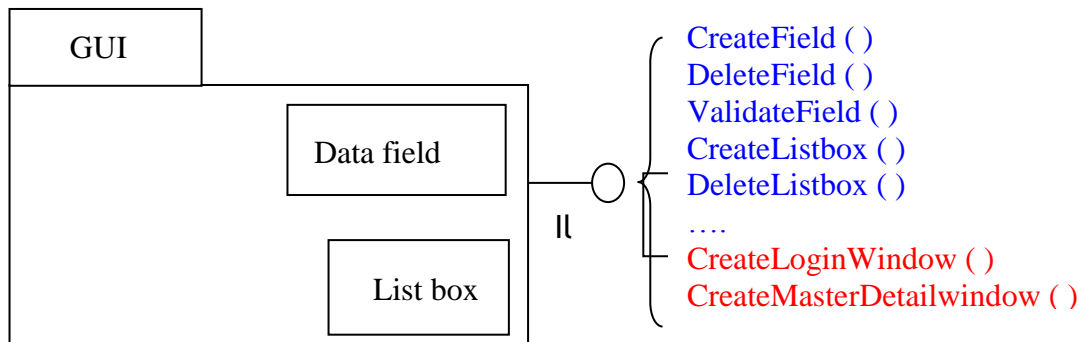 GUI
Data field
List box
Il
CreateField ( )
DeleteField ( )
ValidateField ( )
CreateListbox ( )
DeleteListbox ( )
….
CreateLoginWindow ( )
CreateMasterDetailwindow ( )